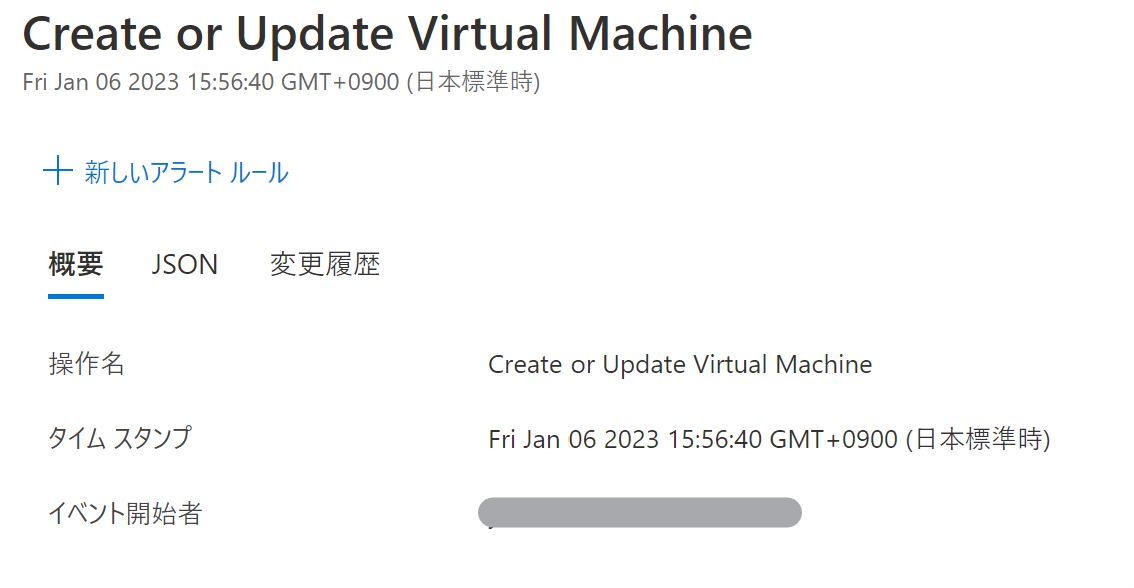 Create or Update Virtual Machine
Fri Jan 06 2023 15:56:40 GMT+0900 (日本標準時)
新しいアラート ルール
概要 JSON 変更履歴
操作名 Create or Update Virtual Machine
タイム スタンプ Fri Jan 06 2023 15:56:40 GMT+0900 (日本標準時)
イベント開始者